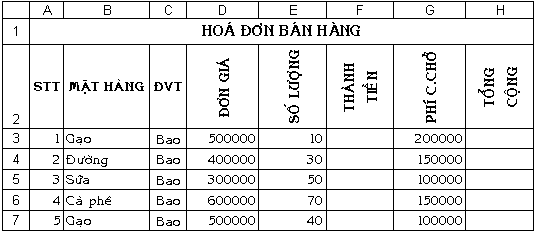 A B C D E F G H
1 HOÁ ĐƠN BÁN HÀNG
2 STT MẶT HÀNG ĐVT ĐƠN GIÁ SỐ LƯỢNG THÀNH TIỀN PHÍ C.CHỞ TỔNG CỘNG
3 1 Gạo Bao 500000 10 200000
4 2 Đường Bao 400000 30 150000
5 3 Sữa Bao 300000 50 100000
6 4 Cà phê Bao 600000 70 150000
7 5 Gạo Bao 500000 40 100000